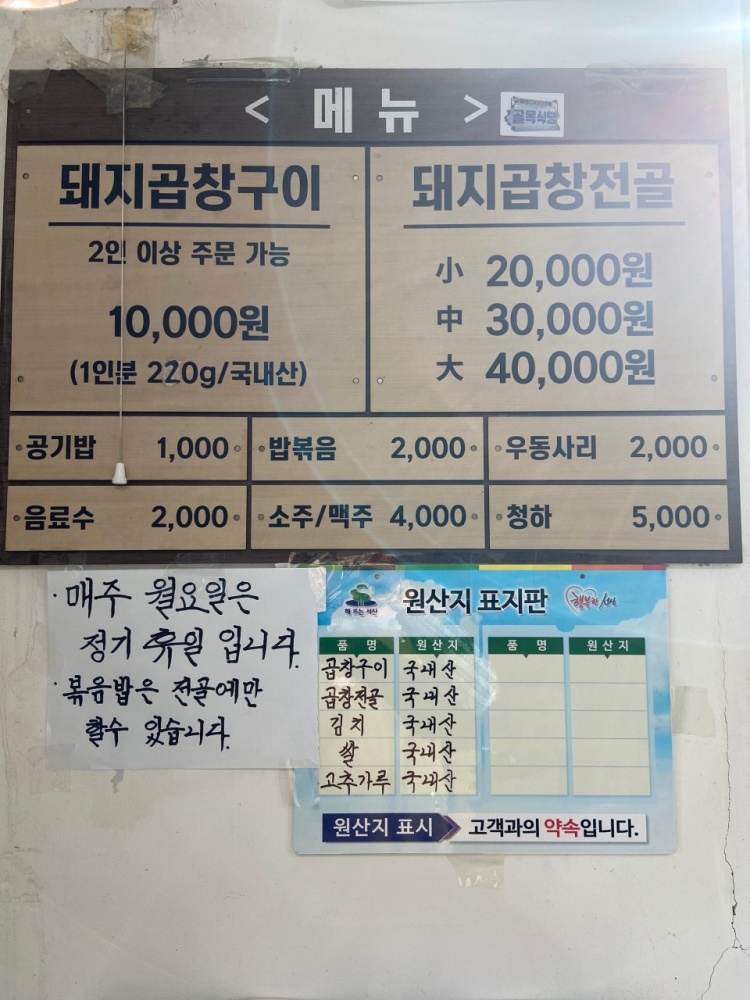 < 메뉴 >
골목식당
돼지곱창구이
2인 이상 주문 가능
10,000원
(1인분 220g/국내산)
돼지곱창전골
小 20,000원
中 30,000원
大 40,000원
공기밥 1,000
밥볶음 2,000
우동사리 2,000
음료수 2,000
소주/맥주 4,000
청하 5,000
· 매주 월요일은
정기 휴일 입니다.
· 볶음밥은 전골에만
할수 있습니다.
해 뜨는 서산
원산지 표지판
행복한 서산
품 명 원산지 품 명 원산지
곱창구이 국내산
곱창전골 국내산
김치 국내산
쌀 국내산
고추가루 국내산
원산지 표시 고객과의 약속입니다.